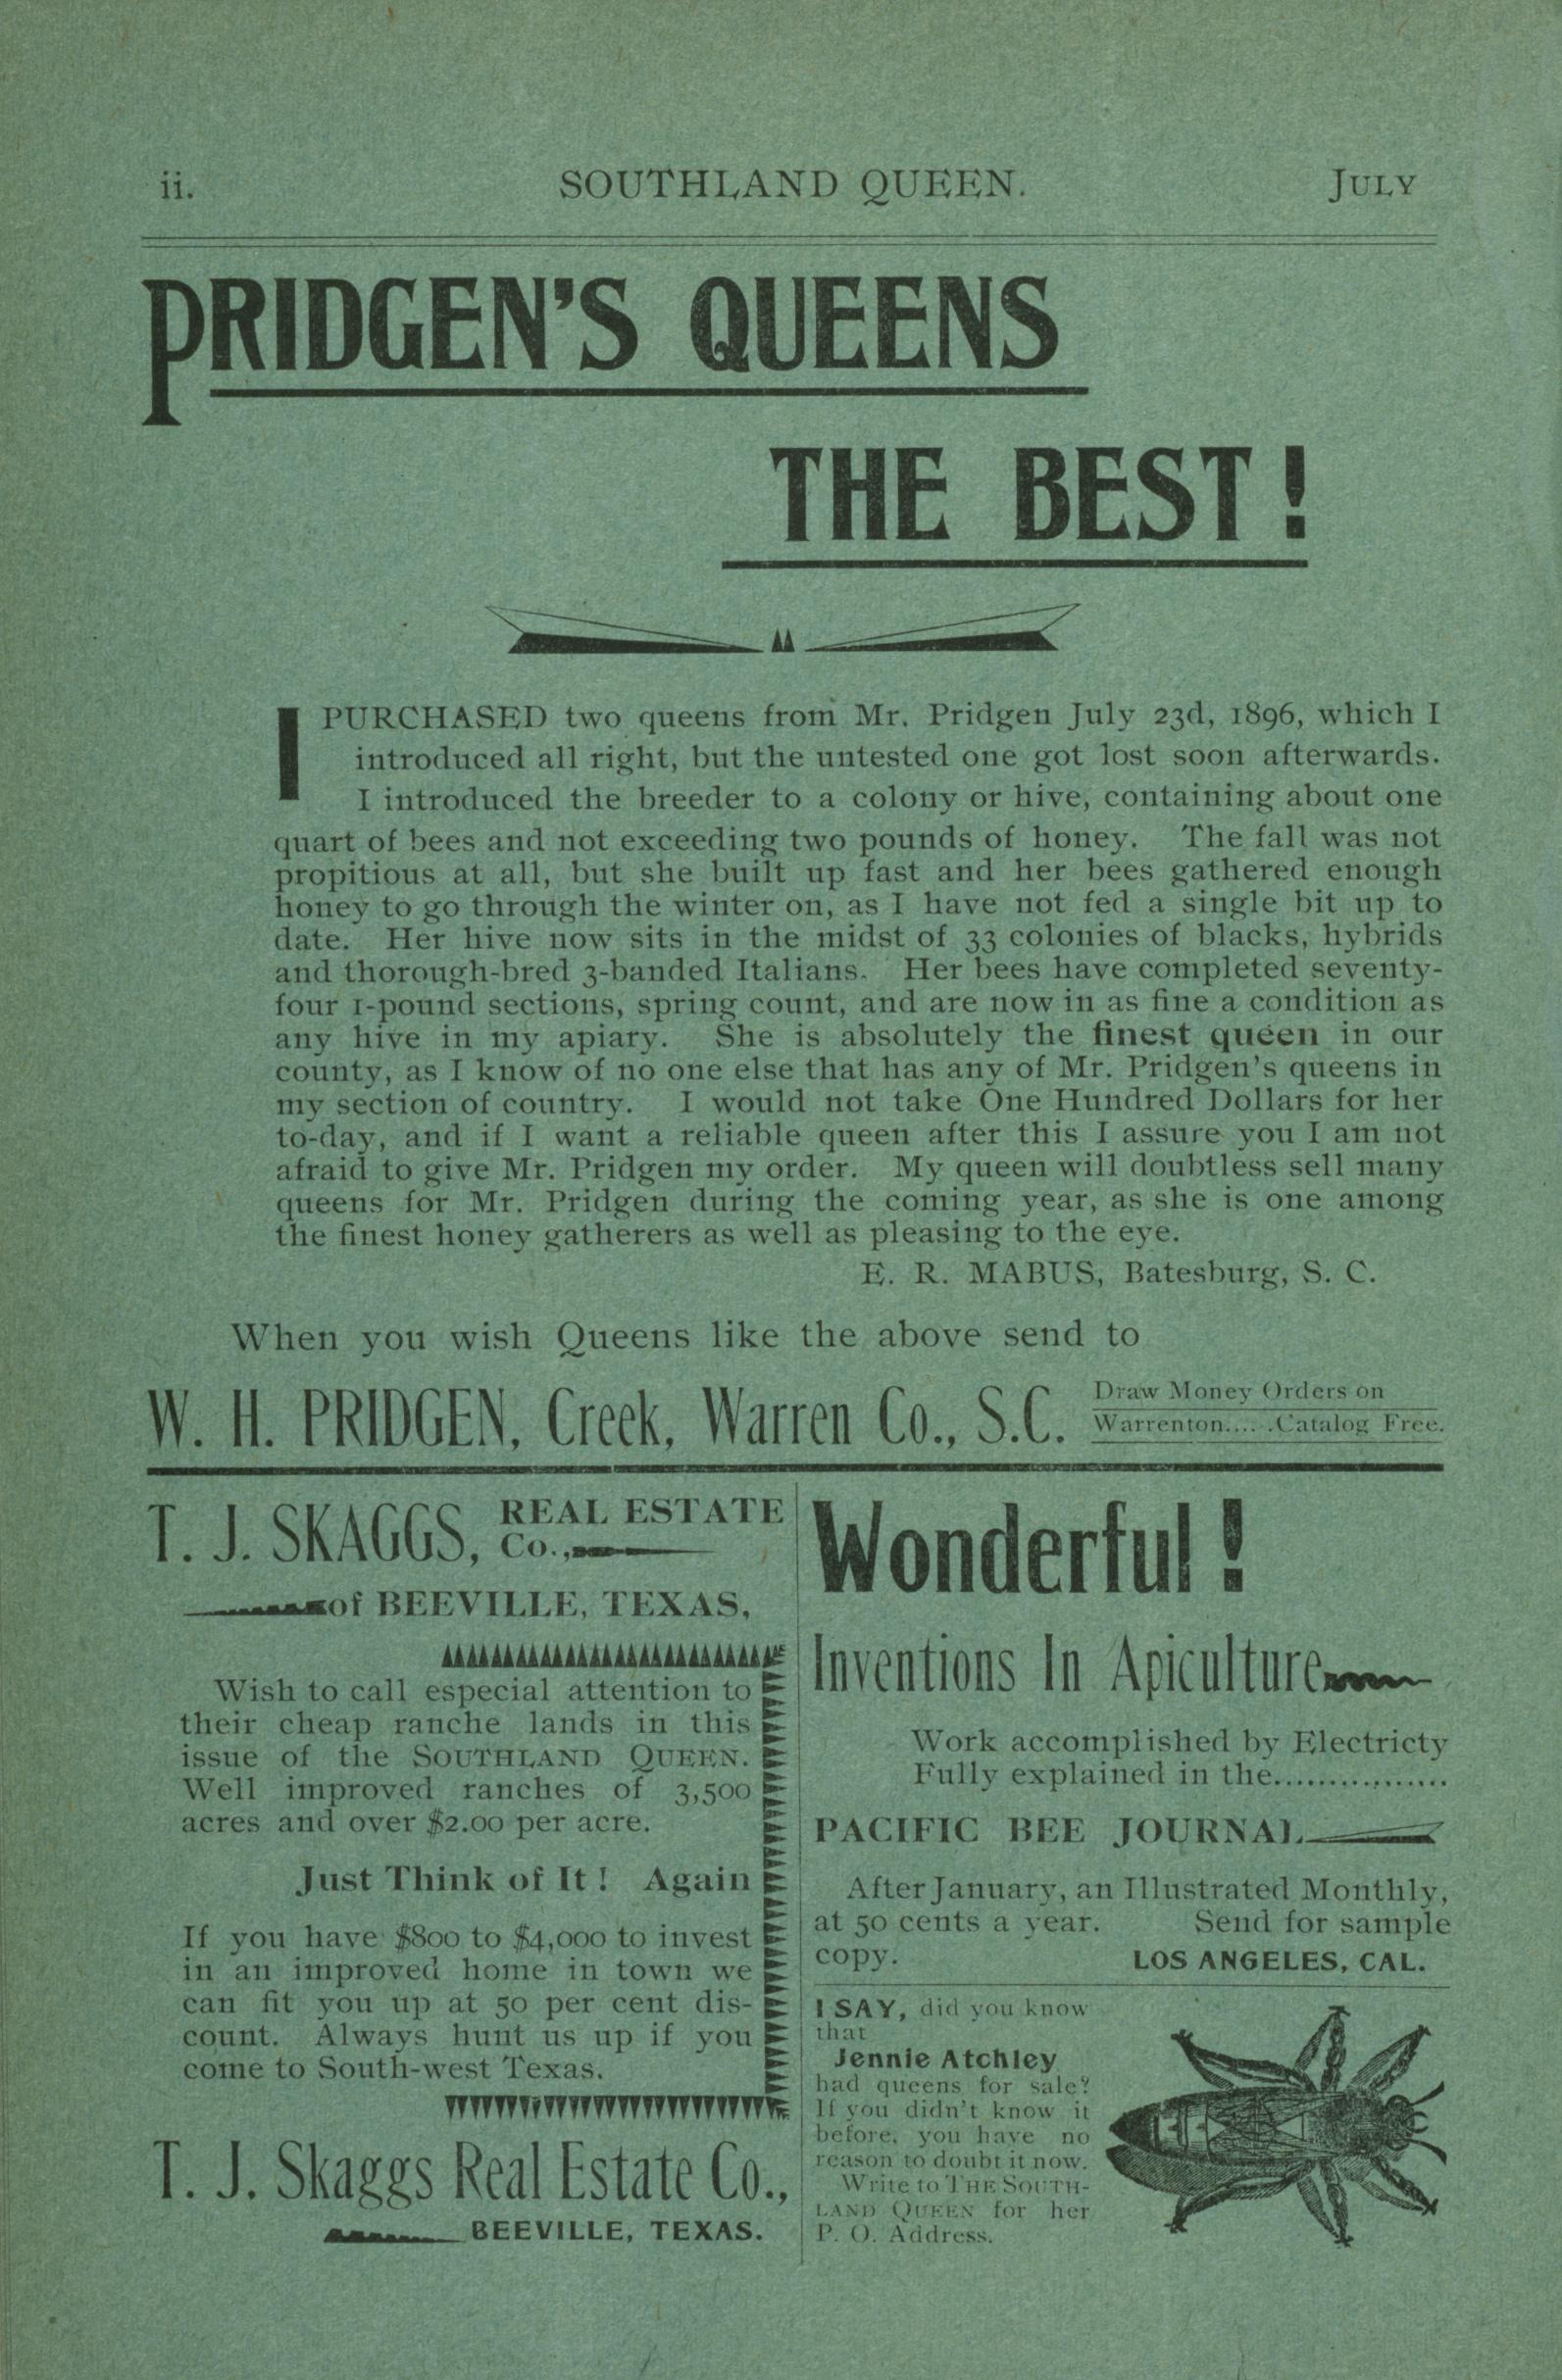 ii. SOUTHLAND QUEEN. JULY
PRIDGEN'S QUEENS
THE BEST!
I PURCHASED two queens from Mr. Pridgen July 23d, 1896, which I
introduced all right, but the untested one got lost soon afterwards.
I introduced the breeder to a colony or hive, containing about one
quart of bees and not exceeding two pounds of honey. The fall was not
propitious at all, but she built up fast and her bees gathered enough
honey to go through the winter on, as I have not fed a single bit up to
date. Her hive now sits in the midst of 33 colonies of blacks, hybrids
and thorough-bred 3-banded Italians. Her bees have completed seventy-
four 1-pound sections, spring count, and are now in as fine a condition as
any hive in my apiary. She is absolutely the finest queen in our
county, as I know of no one else that has any of Mr. Pridgen's queens in
my section of country. I would not take One Hundred Dollars for her
to-day, and if I want a reliable queen after this I assure you I am not
afraid to give Mr. Pridgen my order. My queen will doubtless sell many
queens for Mr. Pridgen during the coming year, as she is one among
the finest honey gatherers as well as pleasing to the eye.
E. R. MABUS, Batesburg, S. C.
When you wish Queens like the above send to
W. H. PRIDGEN, Creek, Warren Co., S.C.
Draw Money Orders on
Warrenton.... .Catalog Free.
T. J. SKAGGS, REAL ESTATE
Co.,
of BEEVILLE, TEXAS,
Wish to call especial attention to
their cheap ranche lands in this
issue of the SOUTHLAND QUEEN.
Well improved ranches of 3,500
acres and over $2.00 per acre.
Just Think of It! Again
If you have $800 to $4,000 to invest
in an improved home in town we
can fit you up at 50 per cent dis-
count. Always hunt us up if you
come to South-west Texas.
T. J. Skaggs Real Estate Co.,
BEEVILLE, TEXAS.
Wonderful!
Inventions In Apiculture
Work accomplished by Electricty
Fully explained in the................
PACIFIC BEE JOURNAL
After January, an Illustrated Monthly,
at 50 cents a year. Send for sample
copy. LOS ANGELES, CAL.
I SAY, did you know
that
Jennie Atchley
had queens for sale?
If you didn't know it
before, you have no
reason to doubt it now.
Write to THE SOUTH-
LAND QUEEN for her
P. O. Address.